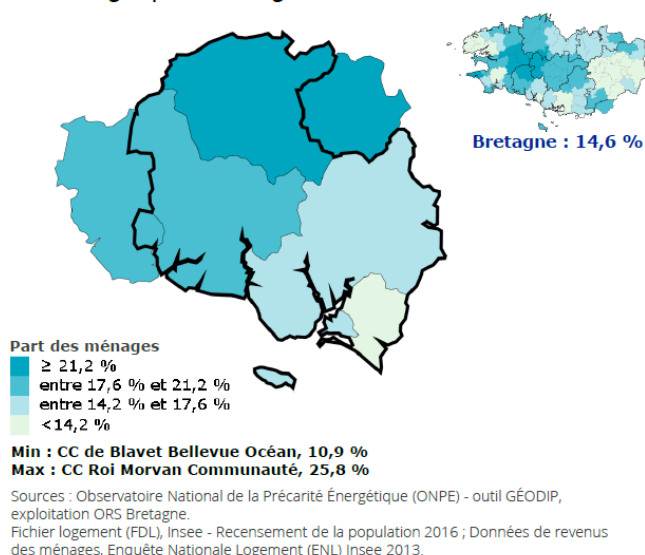 Bretagne : 14,6 %
Part des ménages
≥ 21,2 %
entre 17,6 % et 21,2 %
entre 14,2 % et 17,6 %
<14,2 %
Min : CC de Blavet Bellevue Océan, 10,9 %
Max : CC Roi Morvan Communauté, 25,8 %
Sources : Observatoire National de la Précarité Énergétique (ONPE) - outil GÉODIP,
exploitation ORS Bretagne.
Fichier logement (FDL), Insee - Recensement de la population 2016 ; Données de revenus
des ménages, Enquête Nationale Logement (ENL) Insee 2013.